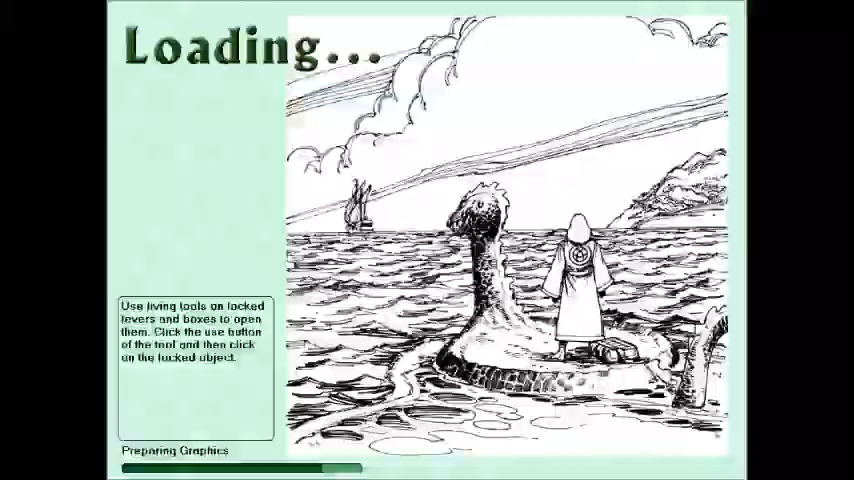 Loading...
Use living tools on locked
levers and boxes to open
them. Click the use button
of the tool and then click
on the locked object.
Preparing Graphics